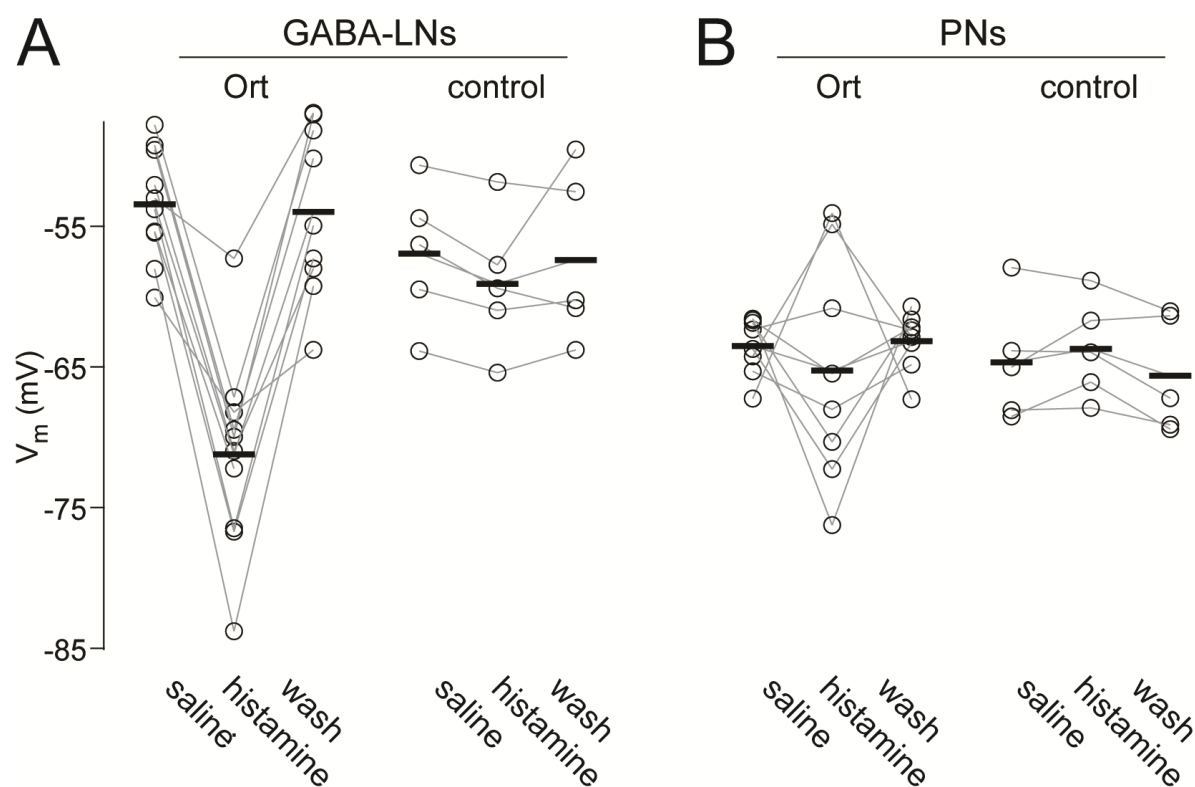 A
GABA-LNs
B
PNs
Ort
control
Ort
control
-55
-65
-75
-85
Vm (mV)
saline
histamine
wash
saline
histamine
wash
saline
histamine
wash
saline
histamine
wash